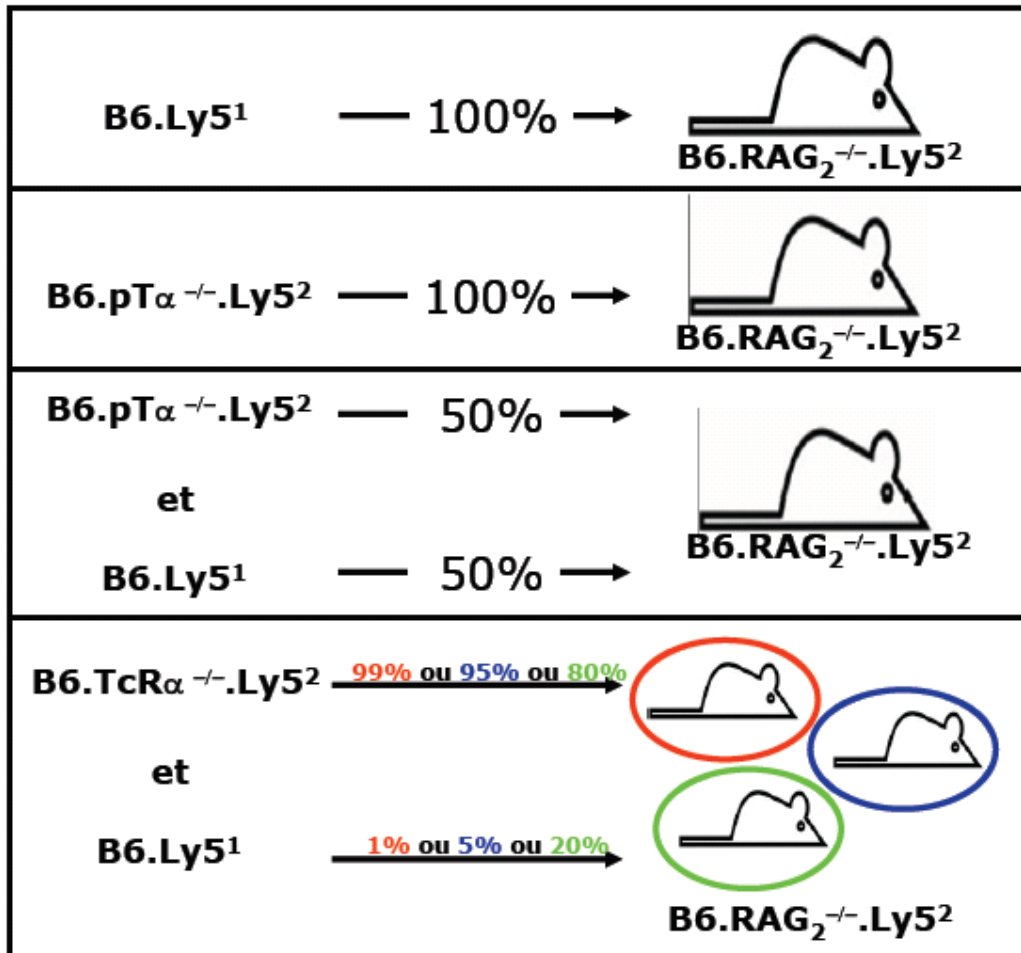 B6.Ly5¹ 100%
B6.RAG₂⁻/⁻.Ly5²
B6.pTα⁻/⁻.Ly5² 100%
B6.RAG₂⁻/⁻.Ly5²
B6.pTα⁻/⁻.Ly5² 50%
et
B6.Ly5¹ 50%
B6.RAG₂⁻/⁻.Ly5²
B6.TcRα⁻/⁻.Ly5² 99% ou 95% ou 80%
et
B6.Ly5¹ 1% ou 5% ou 20%
B6.RAG₂⁻/⁻.Ly5²